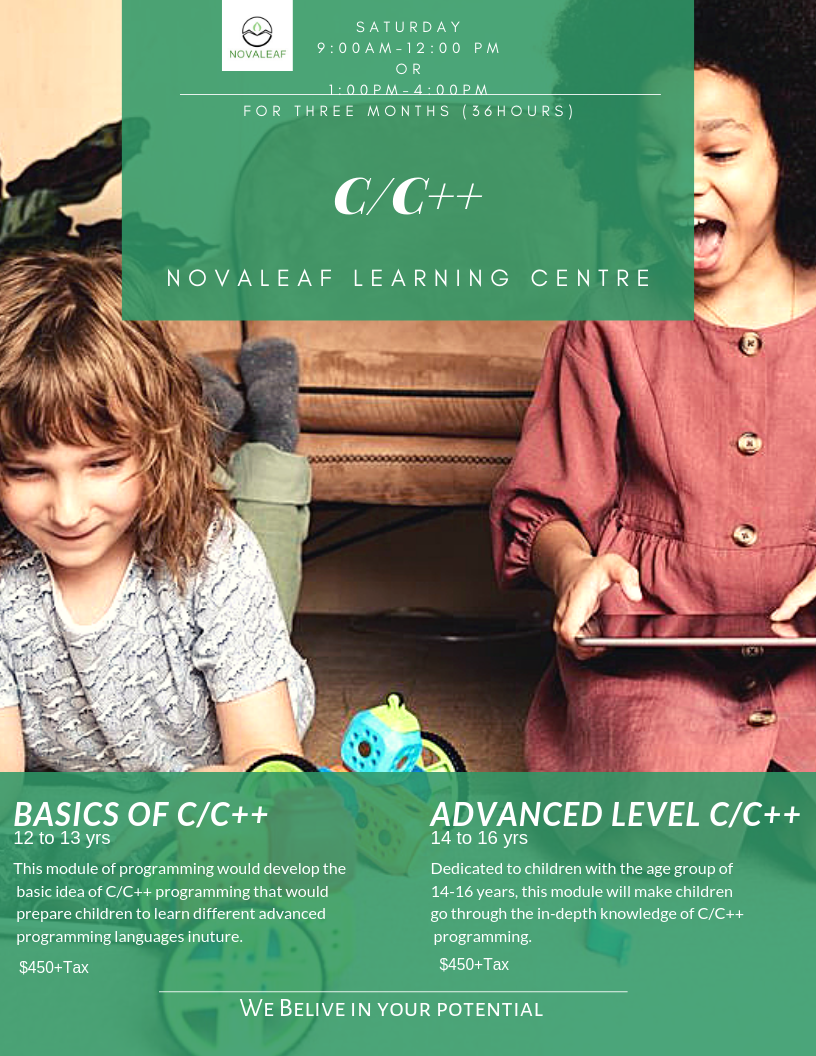 NOVALEAF
SATURDAY
9:00AM-12:00 PM
OR
1:00PM-4:00PM
FOR THREE MONTHS (36HOURS)
C/C++
NOVALEAF LEARNING CENTRE
BASICS OF C/C++
12 to 13 yrs
This module of programming would develop the
basic idea of C/C++ programming that would
prepare children to learn different advanced
programming languages inuture.
$450+Tax
ADVANCED LEVEL C/C++
14 to 16 yrs
Dedicated to children with the age group of
14-16 years, this module will make children
go through the in-depth knowledge of C/C++
programming.
$450+Tax
WE BELIVE IN YOUR POTENTIAL